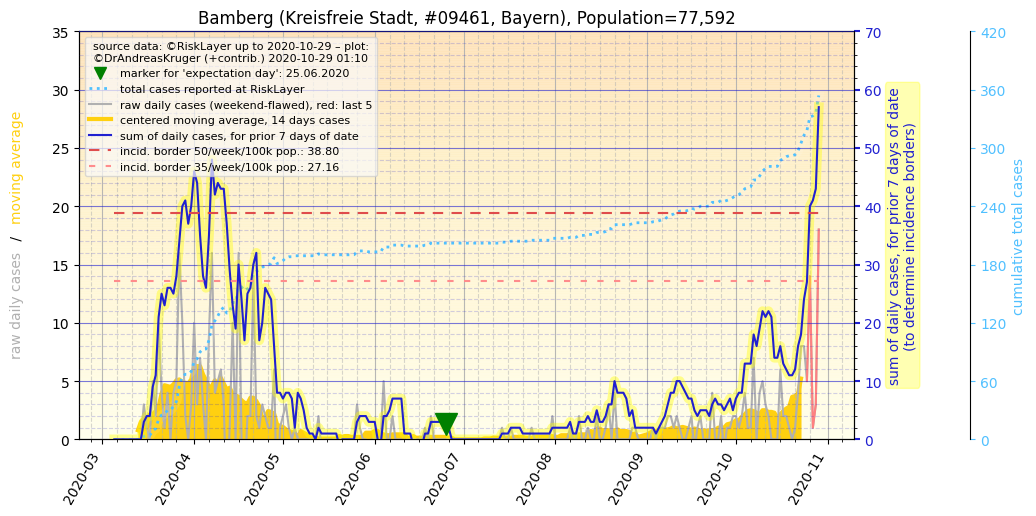 Bamberg (Kreisfreie Stadt, #09461, Bayern), Population=77,592
source data: ©RiskLayer up to 2020-10-29 – plot:
©DrAndreasKruger (+contrib.) 2020-10-29 01:10
marker for 'expectation day': 25.06.2020
total cases reported at RiskLayer
raw daily cases (weekend-flawed), red: last 5
centered moving average, 14 days cases
sum of daily cases, for prior 7 days of date
incid. border 50/week/100k pop.: 38.80
incid. border 35/week/100k pop.: 27.16
raw daily cases / moving average
35
30
25
20
15
10
5
0
70
60
50
40
30
20
10
0
sum of daily cases, for prior 7 days of date
(to determine incidence borders)
420
360
300
240
180
120
60
0
cumulative total cases
2020-03
2020-04
2020-05
2020-06
2020-07
2020-08
2020-09
2020-10
2020-11